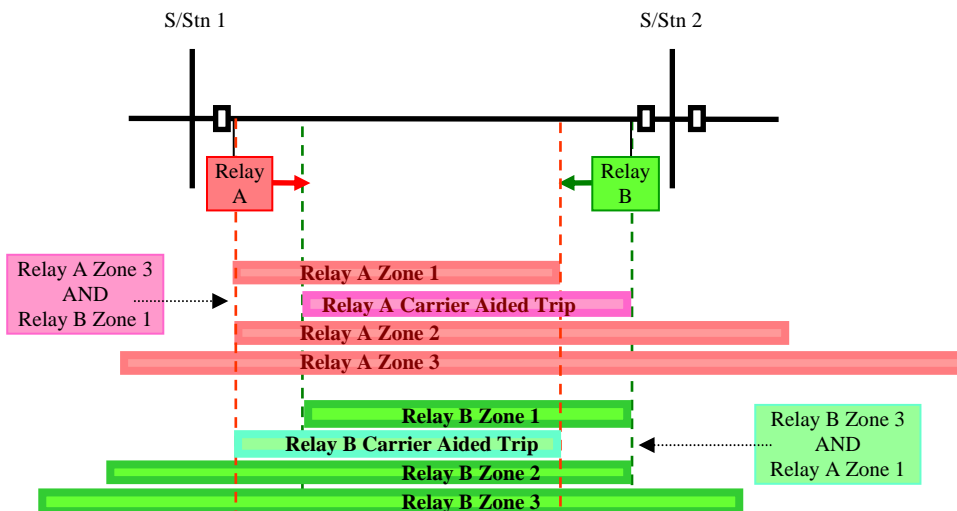 S/Stn 1
S/Stn 2
Relay
A
Relay
B
Relay A Zone 3
AND
Relay B Zone 1
Relay A Zone 1
Relay A Carrier Aided Trip
Relay A Zone 2
Relay A Zone 3
Relay B Zone 1
Relay B Carrier Aided Trip
Relay B Zone 2
Relay B Zone 3
Relay B Zone 3
AND
Relay A Zone 1